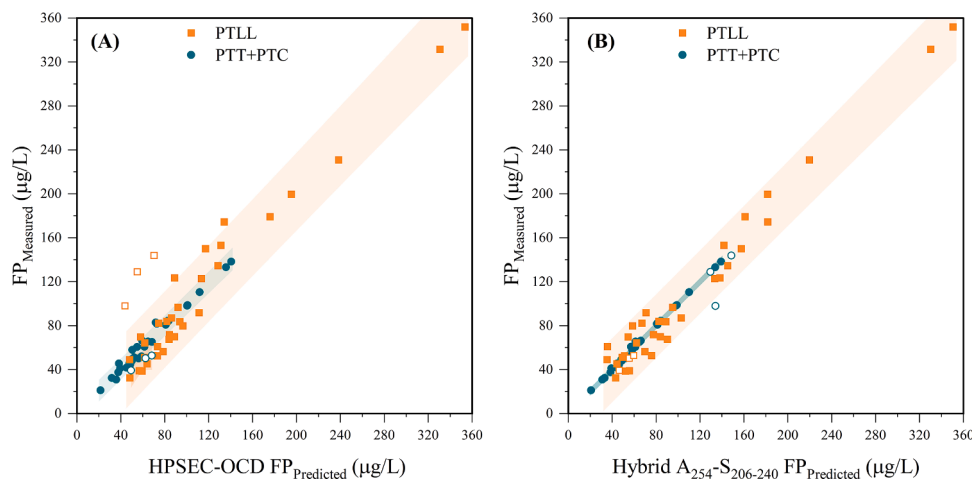 (A)
PTLL
PTT+PTC
360
320
280
240
200
160
120
80
40
0
FP_Measured (µg/L)
0 40 80 120 160 200 240 280 320 360
HPSEC-OCD FP_Predicted (µg/L)
(B)
PTLL
PTT+PTC
360
320
280
240
200
160
120
80
40
0
FP_Measured (µg/L)
0 40 80 120 160 200 240 280 320 360
Hybrid A_254-S_206-240 FP_Predicted (µg/L)